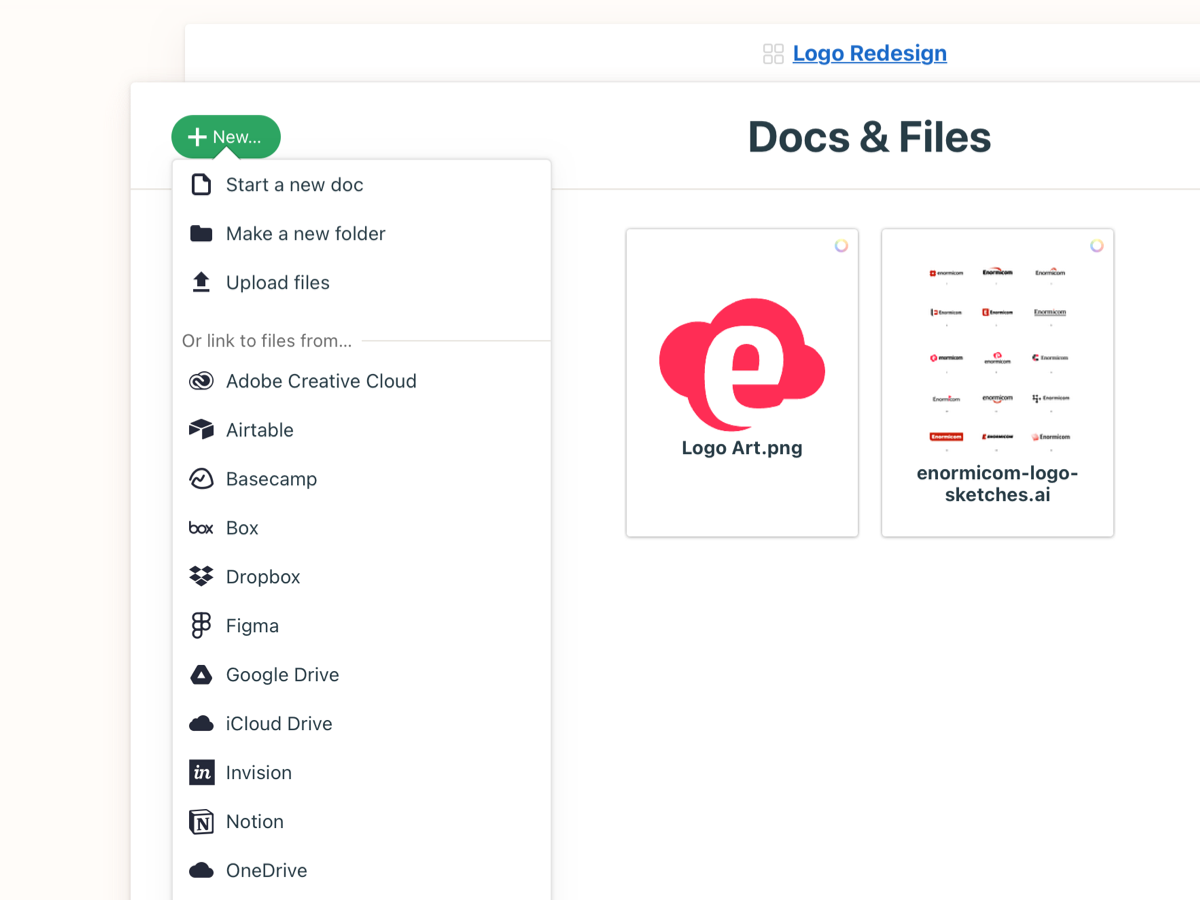 Logo Redesign
New...
Docs & Files
Start a new doc
Make a new folder
Upload files
Or link to files from...
Adobe Creative Cloud
Airtable
Basecamp
box Box
Dropbox
Figma
Google Drive
iCloud Drive
in Invision
N Notion
OneDrive
e
Logo Art.png
enormicom Enormicom Enormicom
Enormicom Enormicom Enormicom
enormicom enormicom Enormicom
Enormicom enormicom Enormicom
Enormicom ENORMICOM Enormicom
enormicom-logo-
sketches.ai